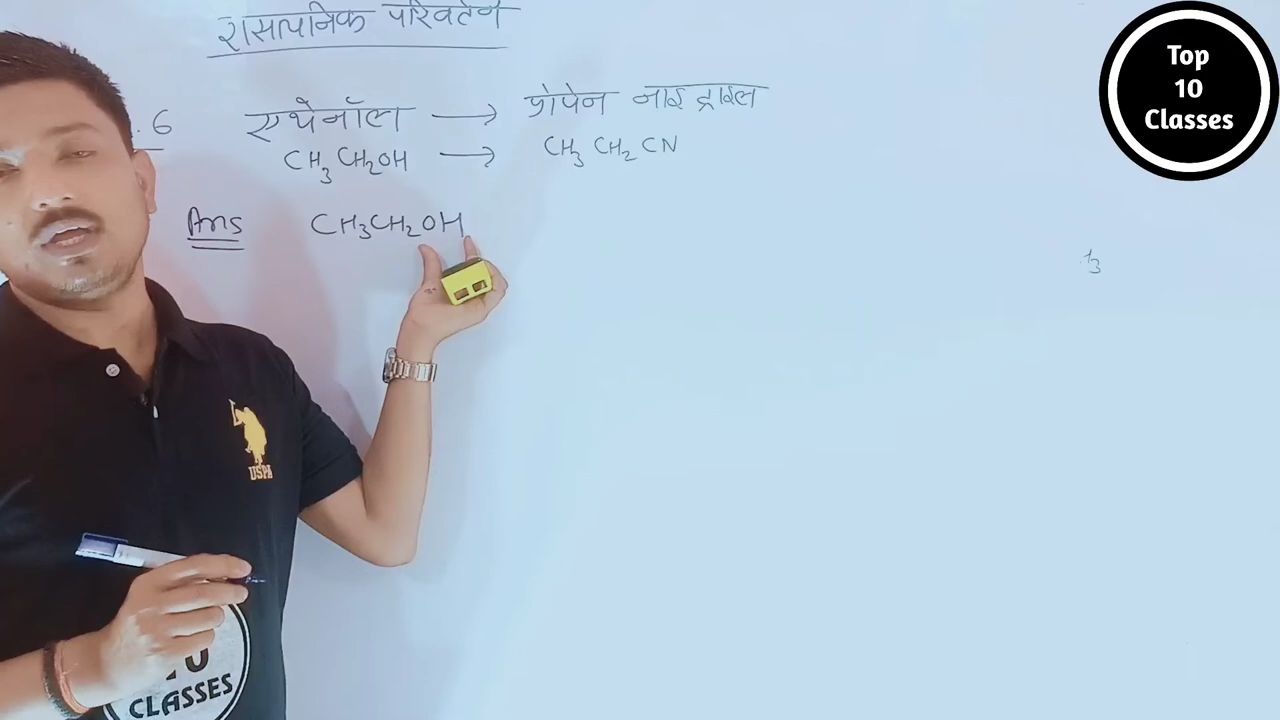 रासायनिक परिवर्तन
. 6 एथेनॉल → प्रोपेन नाइट्राइल
CH3CH2OH → CH3CH2CN
Ans CH3CH2OH
Top
10
Classes
USPA
CLASSES